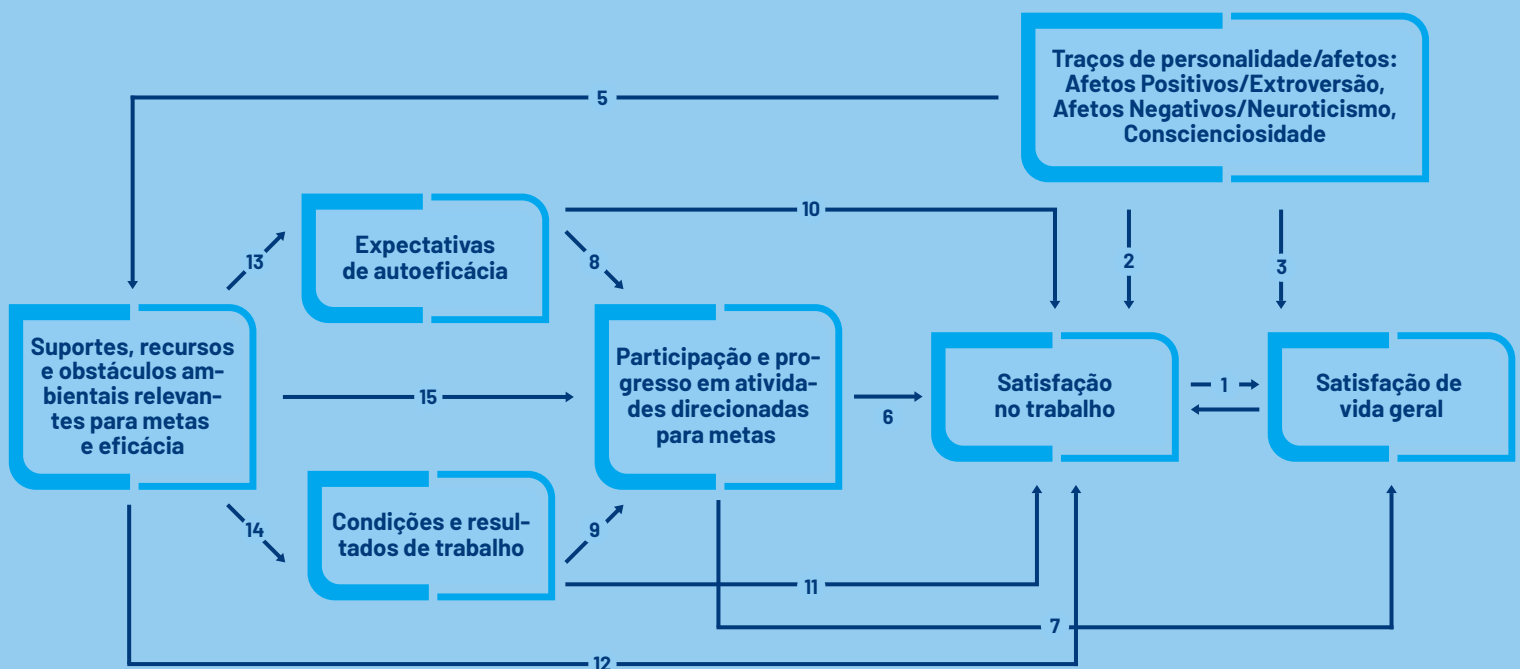 Traços de personalidade/afetos:
Afetos Positivos/Extroversão,
Afetos Negativos/Neuroticismo,
Conscienciosidade
5
10
Expectativas
de autoeficácia
13
8
2
3
Suportes, recursos
e obstáculos am-
bientais relevan-
tes para metas
e eficácia
15
Participação e pro-
gresso em ativida-
des direcionadas
para metas
6
Satisfação
no trabalho
1
Satisfação de
vida geral
14
Condições e resul-
tados de trabalho
9
11
7
12